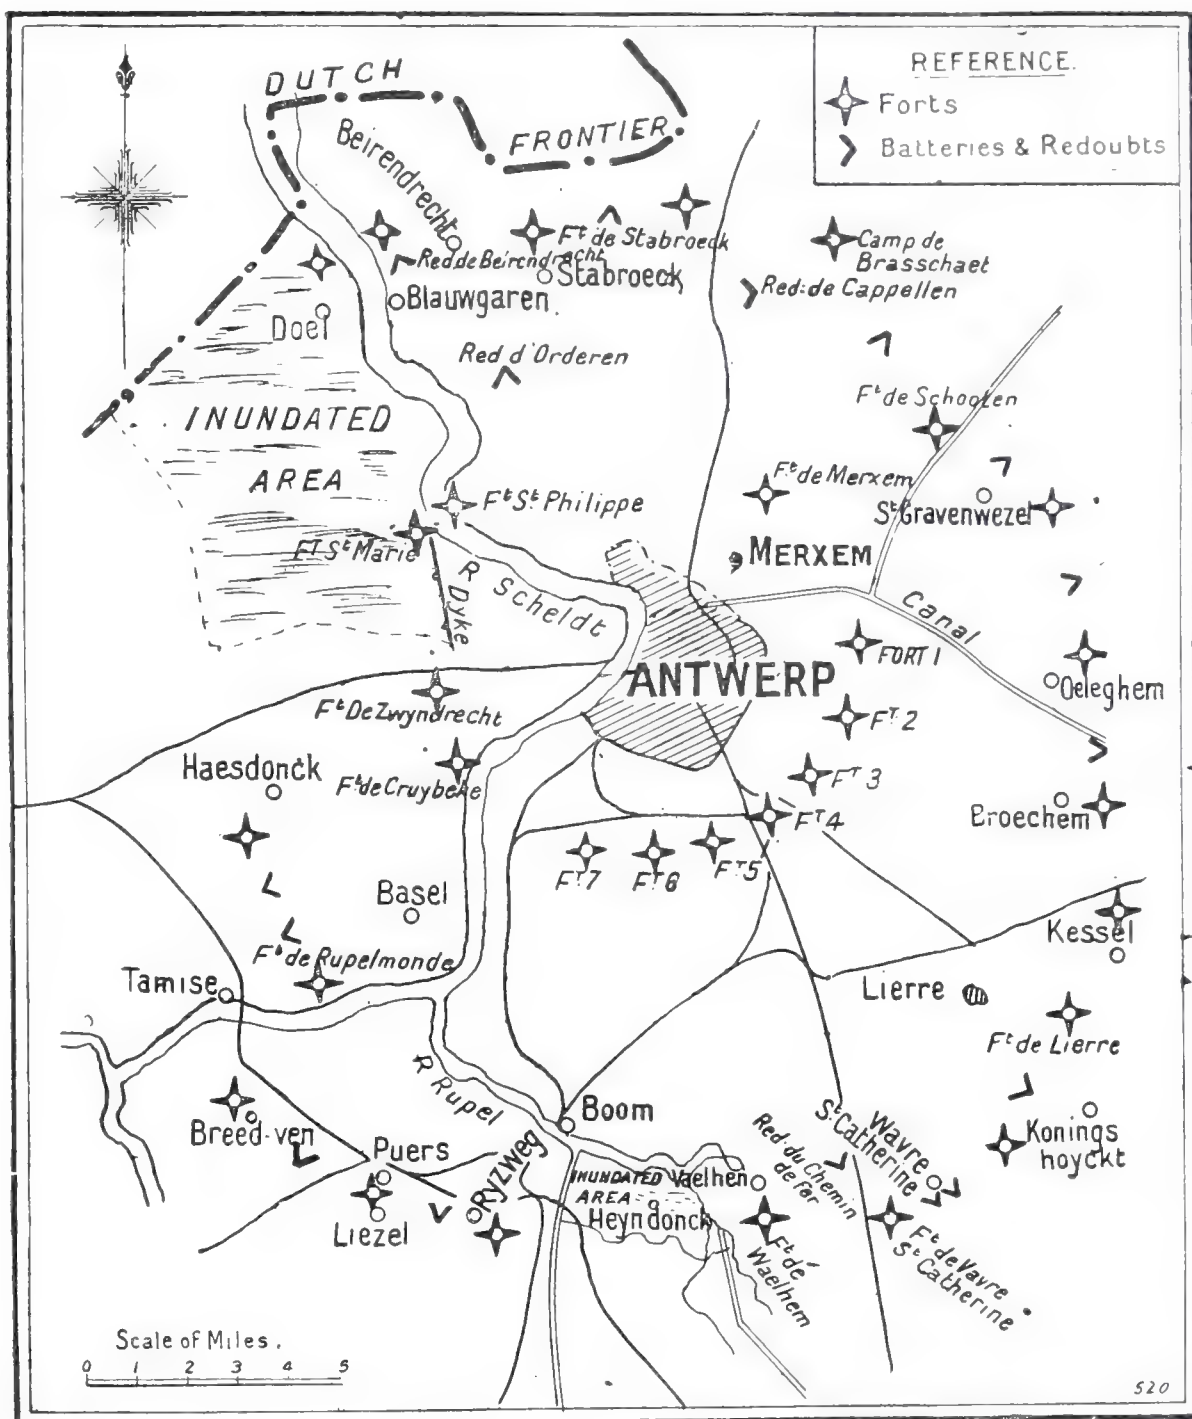 REFERENCE.
Forts
Batteries & Redoubts
DUTCH
FRONTIER
Beirendrecht
Ft de Stabroeck
Red. de Beirendracht
Stabroeck
Blauwgaren.
Camp de
Brasschaet
Red: de Cappellen
Doel
Red d'Orderen
INUNDATED
AREA
Ft de Schooten
Ft de Merxem
Ft St Philippe
St Gravenwezel
FT St Marie
MERXEM
R Scheldt
Dyke
Canal
FORT 1
ANTWERP
Oeleghem
Ft De Zwyndrecht
FT 2
Haesdonck
Ft de Cruybeke
FT 3
Broechem
FT 4
FT 5
FT 6
FT 7
Basel
Kessel
Ft de Rupelmonde
Tamise
Lierre
Ft de Lierre
R Rupel
Boom
Breed-ven
Puers
Ryzweg
Liezel
INUNDATED
AREA
Vaelhen
Heyndonck
Red: du Chemin
de fer
St Catherine
Wavre
Konings
hoyckt
Ft de
Waelhem
Ft de Vavre
St Catherine
Scale of Miles.
0 1 2 3 4 5
520